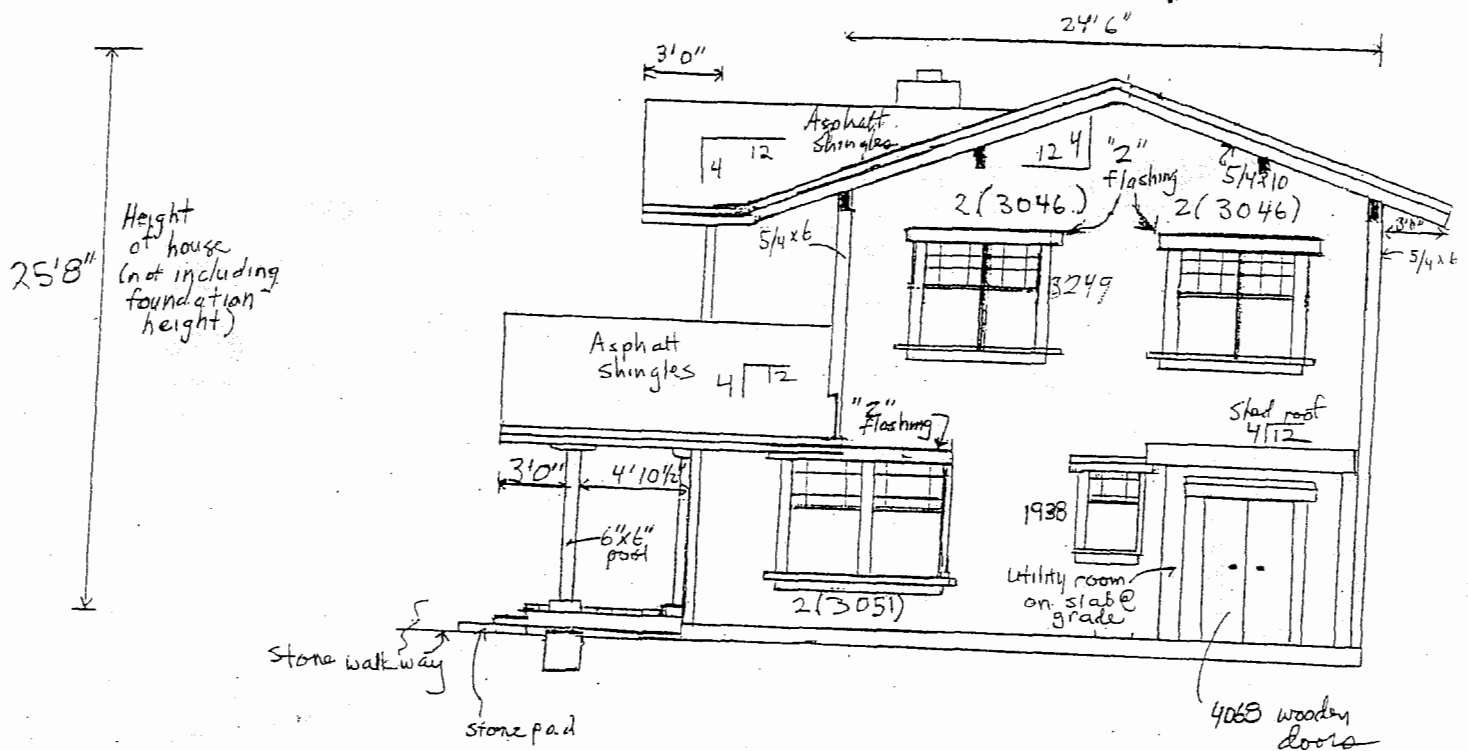 24'6"
3'0"
Asphalt
Shingles
4 12
12 4
"Z"
flashing
5/4x10
2(3046)
2(3046)
3'0"
5/4x6
5/4x6
3249
Height
of house
(not including
foundation
height)
25'8"
Asphalt
Shingles
4 12
"Z"
flashing
Shed roof
4 12
3'0"
4'10½"
6"x6"
post
1938
utility room
on slab@
grade
2(3051)
Stone walkway
stone pad
4068 wooden
doors